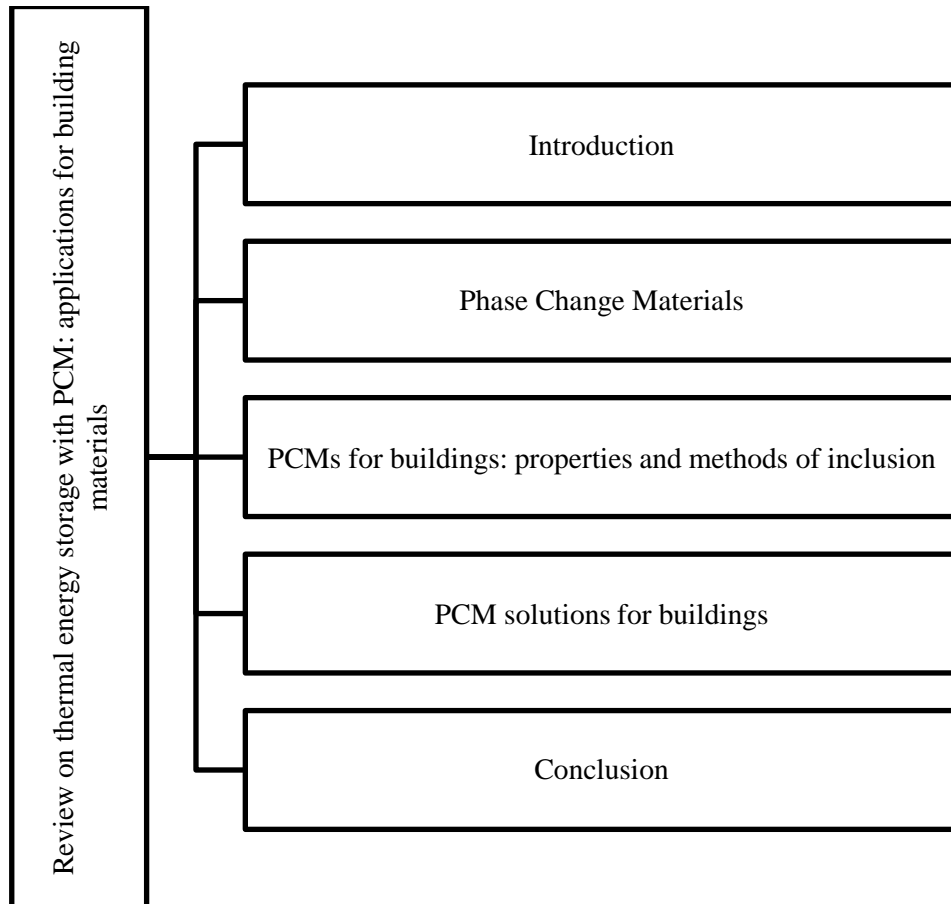 Review on thermal energy storage with PCM: applications for building
materials
Introduction
Phase Change Materials
PCMs for buildings: properties and methods of inclusion
PCM solutions for buildings
Conclusion